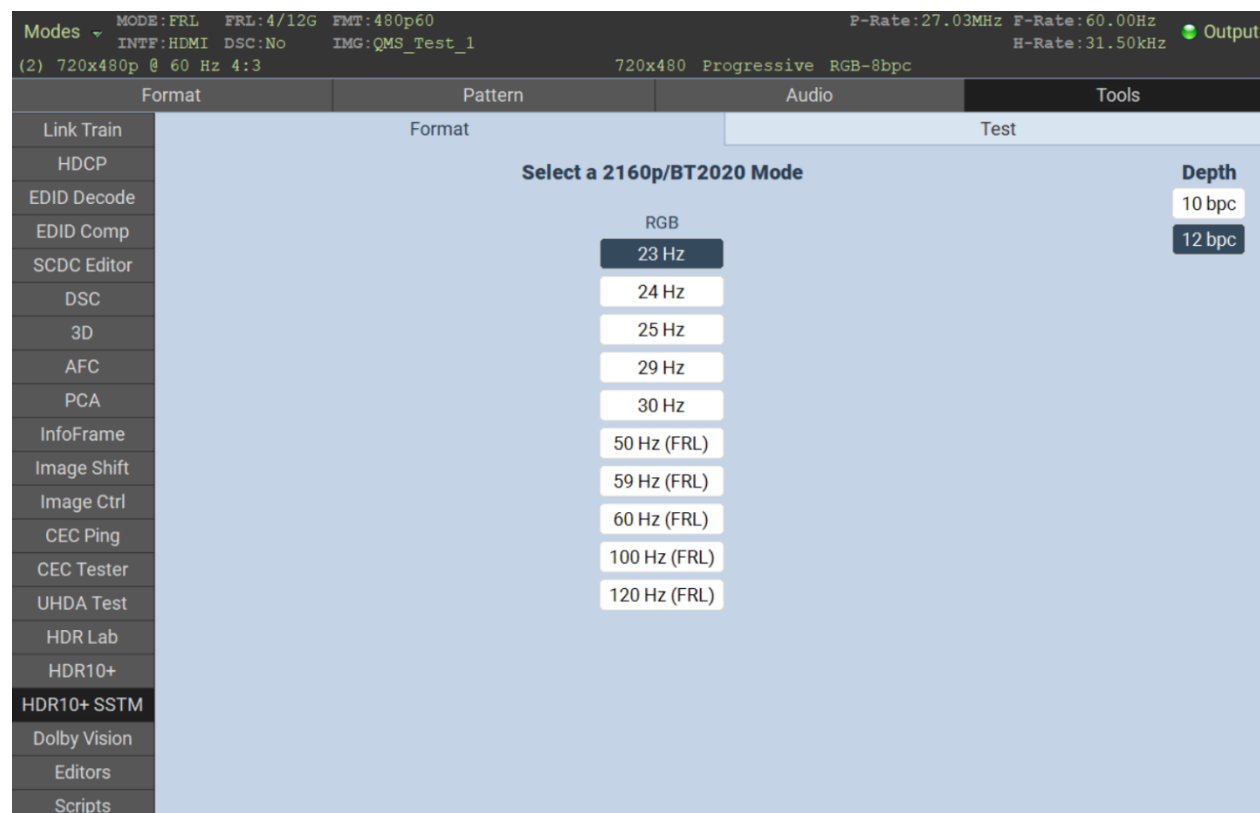 Modes MODE:FRL FRL:4/12G FMT:480p60 P-Rate:27.03MHz F-Rate:60.00Hz Output
INTF:HDMI DSC:No IMG:QMS_Test_1 H-Rate:31.50kHz
(2) 720x480p @ 60 Hz 4:3 720x480 Progressive RGB-8bpc
Format Pattern Audio Tools
Link Train
HDCP
EDID Decode
EDID Comp
SCDC Editor
DSC
3D
AFC
PCA
InfoFrame
Image Shift
Image Ctrl
CEC Ping
CEC Tester
UHDA Test
HDR Lab
HDR10+
HDR10+ SSTM
Dolby Vision
Editors
Scripts
Format Test
Select a 2160p/BT2020 Mode
RGB
23 Hz
24 Hz
25 Hz
29 Hz
30 Hz
50 Hz (FRL)
59 Hz (FRL)
60 Hz (FRL)
100 Hz (FRL)
120 Hz (FRL)
Depth
10 bpc
12 bpc